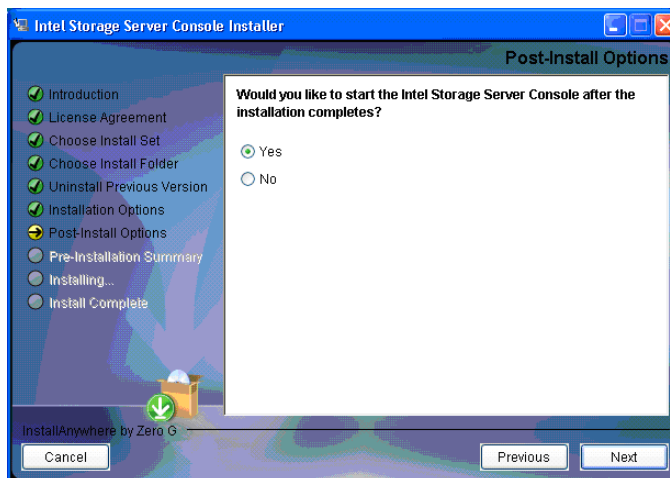 Intel Storage Server Console Installer
Post-Install Options
Introduction
License Agreement
Choose Install Set
Choose Install Folder
Uninstall Previous Version
Installation Options
Post-Install Options
Pre-Installation Summary
Installing...
Install Complete
Would you like to start the Intel Storage Server Console after the
installation completes?
Yes
No
InstallAnywhere by Zero G
Cancel
Previous
Next